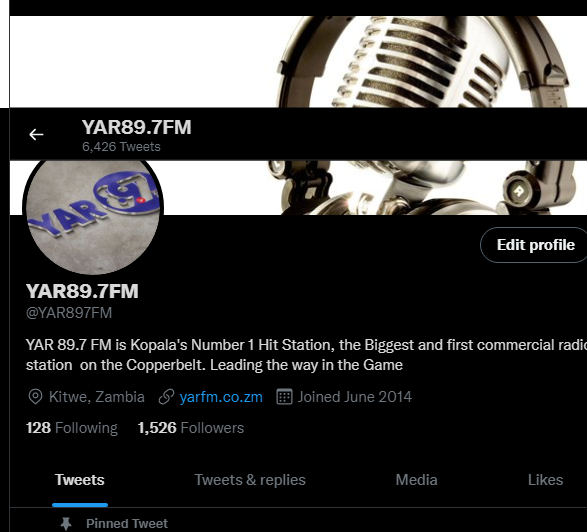 YAR89.7FM
6,426 Tweets
YAR 9.7
Edit profile
YAR89.7FM
@YAR897FM
YAR 89.7 FM is Kopala's Number 1 Hit Station, the Biggest and first commercial radio
station on the Copperbelt. Leading the way in the Game
Kitwe, Zambia yarfm.co.zm Joined June 2014
128 Following 1,526 Followers
Tweets Tweets & replies Media Likes
Pinned Tweet